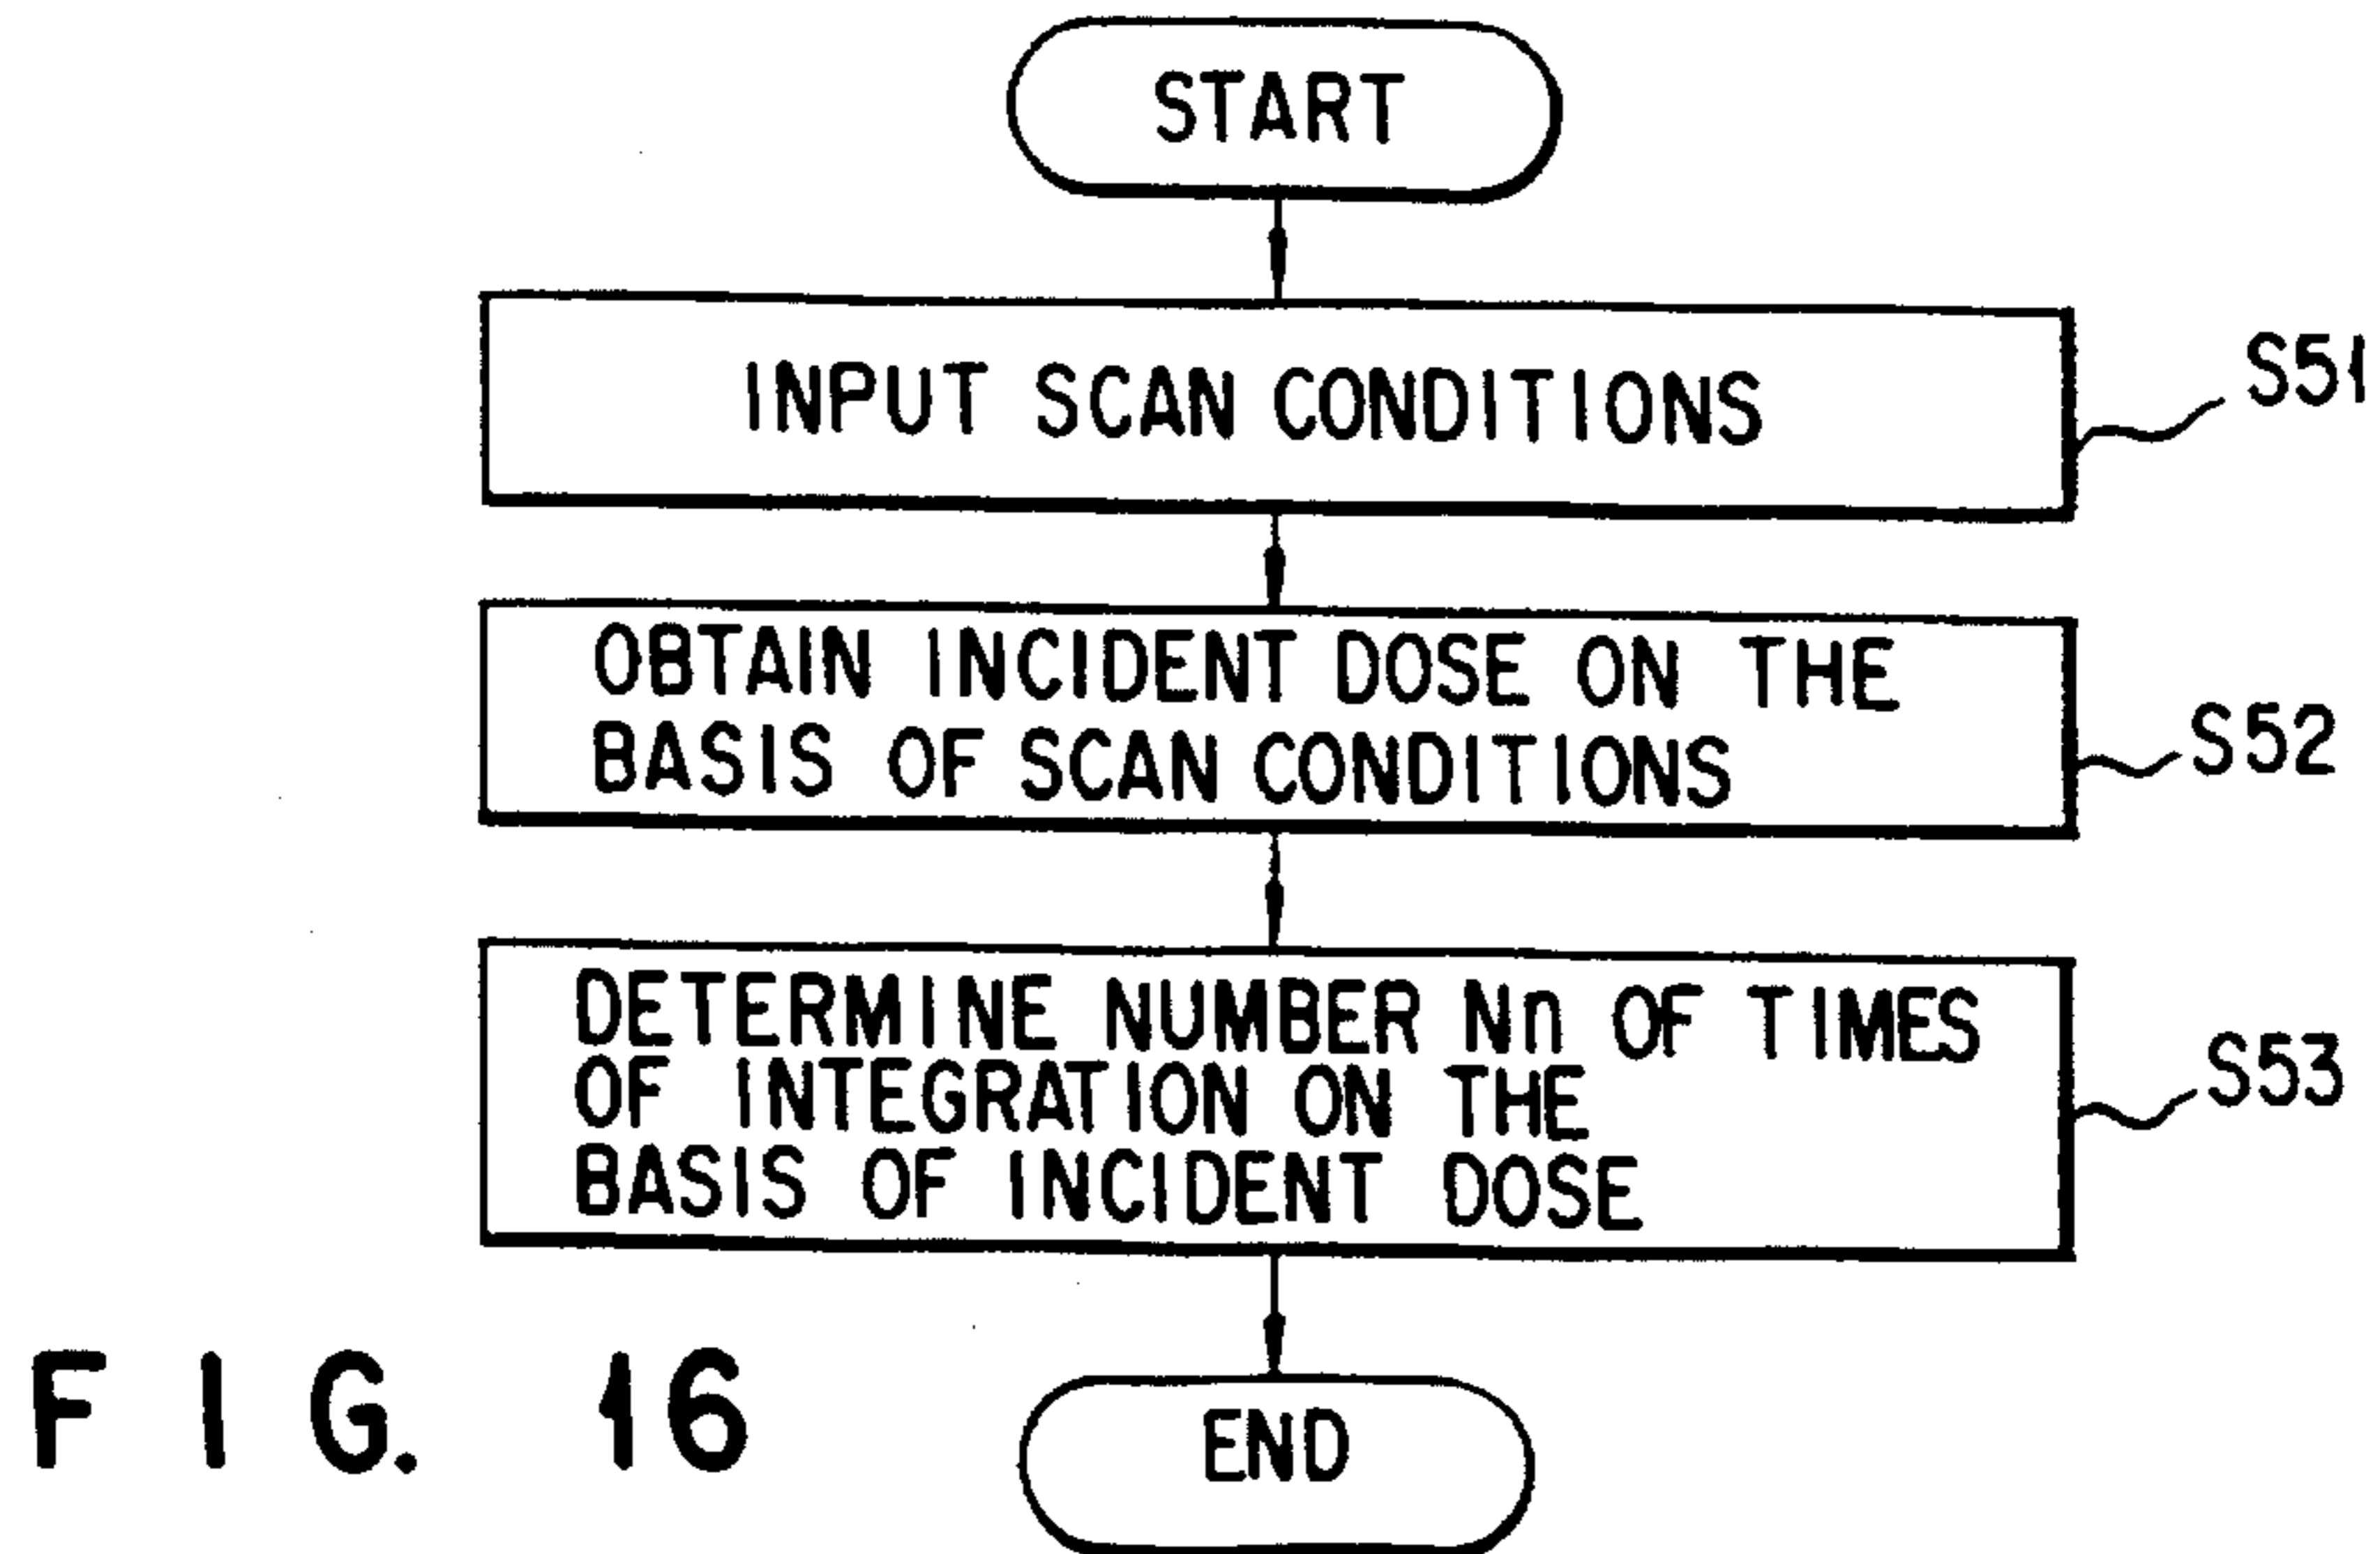 START
INPUT SCAN CONDITIONS
S51
OBTAIN INCIDENT DOSE ON THE
BASIS OF SCAN CONDITIONS
S52
DETERMINE NUMBER Nn OF TIMES
OF INTEGRATION ON THE
BASIS OF INCIDENT DOSE
S53
END
FIG. 16